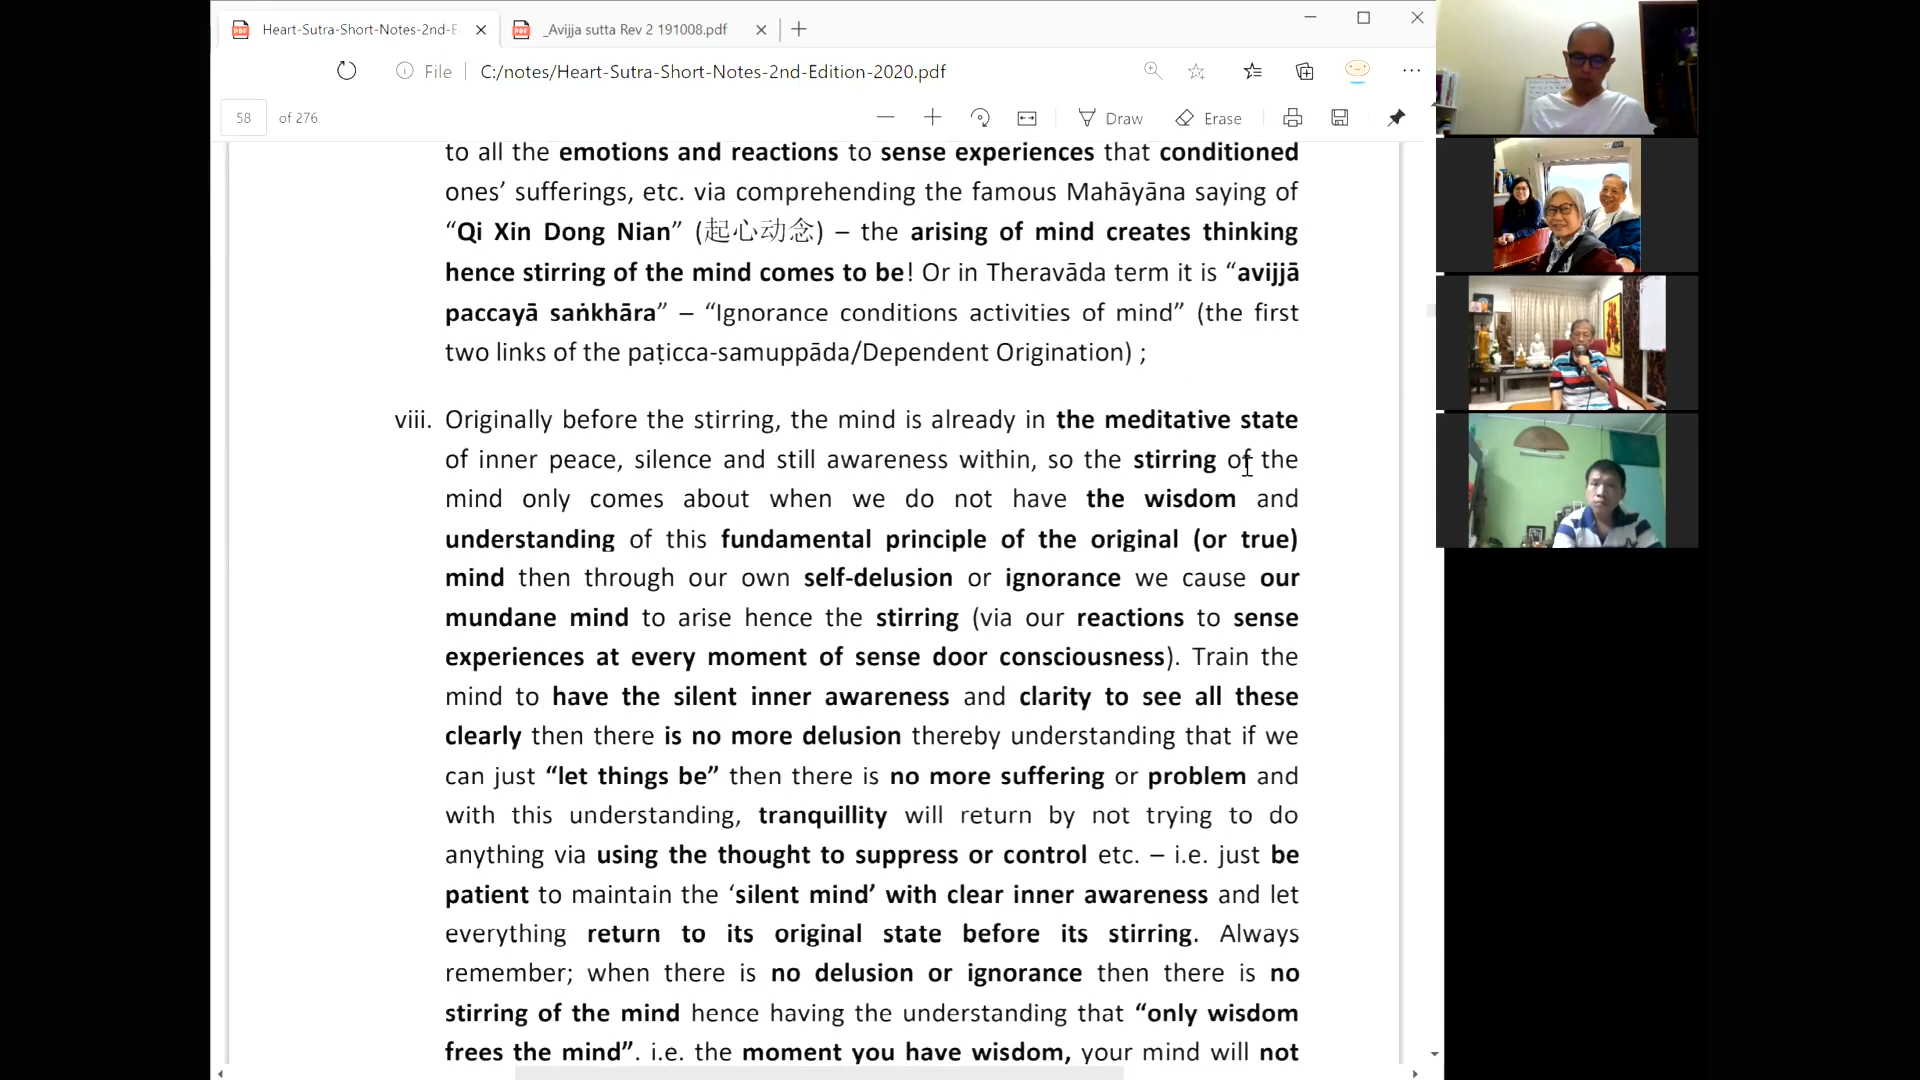 Heart-Sutra-Short-Notes-2nd-E
_Avijja sutta Rev 2 191008.pdf
File
C:/notes/Heart-Sutra-Short-Notes-2nd-Edition-2020.pdf
58 of 276
Draw
Erase
to all the emotions and reactions to sense experiences that conditioned
ones’ sufferings, etc. via comprehending the famous Mahāyāna saying of
“Qi Xin Dong Nian” (起心动念) – the arising of mind creates thinking
hence stirring of the mind comes to be! Or in Theravāda term it is “avijjā
paccayā saṅkhāra” – “Ignorance conditions activities of mind” (the first
two links of the paṭicca-samuppāda/Dependent Origination) ;
viii. Originally before the stirring, the mind is already in the meditative state
of inner peace, silence and still awareness within, so the stirring of the
mind only comes about when we do not have the wisdom and
understanding of this fundamental principle of the original (or true)
mind then through our own self-delusion or ignorance we cause our
mundane mind to arise hence the stirring (via our reactions to sense
experiences at every moment of sense door consciousness). Train the
mind to have the silent inner awareness and clarity to see all these
clearly then there is no more delusion thereby understanding that if we
can just “let things be” then there is no more suffering or problem and
with this understanding, tranquillity will return by not trying to do
anything via using the thought to suppress or control etc. – i.e. just be
patient to maintain the ‘silent mind’ with clear inner awareness and let
everything return to its original state before its stirring. Always
remember; when there is no delusion or ignorance then there is no
stirring of the mind hence having the understanding that “only wisdom
frees the mind”. i.e. the moment you have wisdom, your mind will not